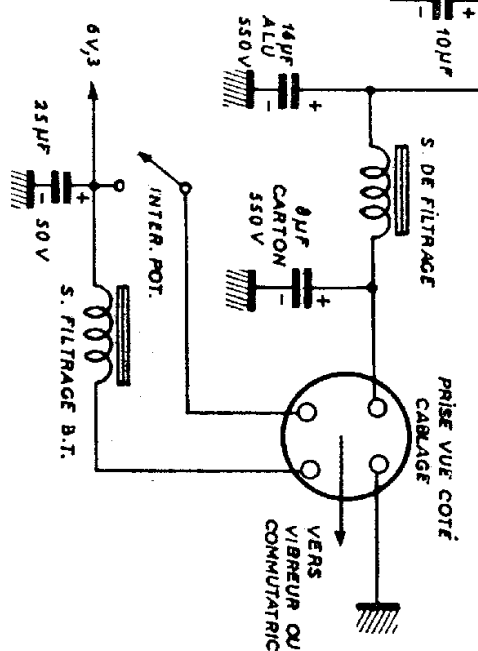 +
−
10µF
16µF
ALU
550V
+
−
S. DE FILTRAGE
8µF
CARTON
550V
+
−
6V,3
25µF
−
+
50V
INTER.POT.
S. FILTRAGE B.T.
PRISE VUE COTÉ
CABLAGE
VERS
VIBREUR OU
COMMUTATRIC